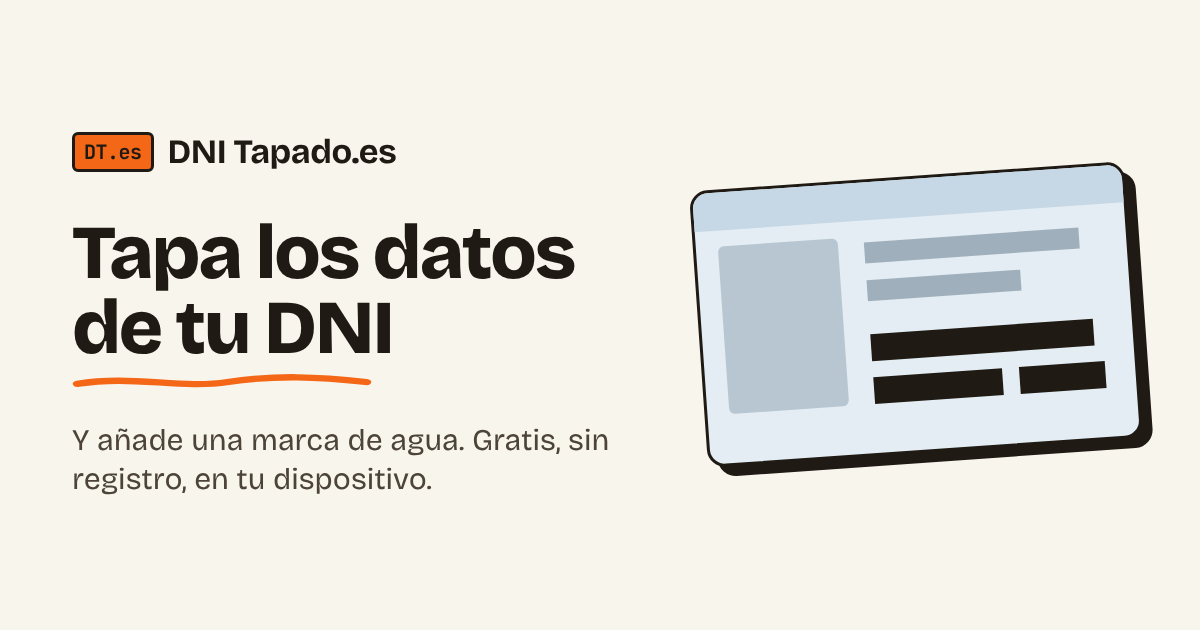 DT.es DNI Tapado.es
Tapa los datos
de tu DNI
Y añade una marca de agua. Gratis, sin
registro, en tu dispositivo.